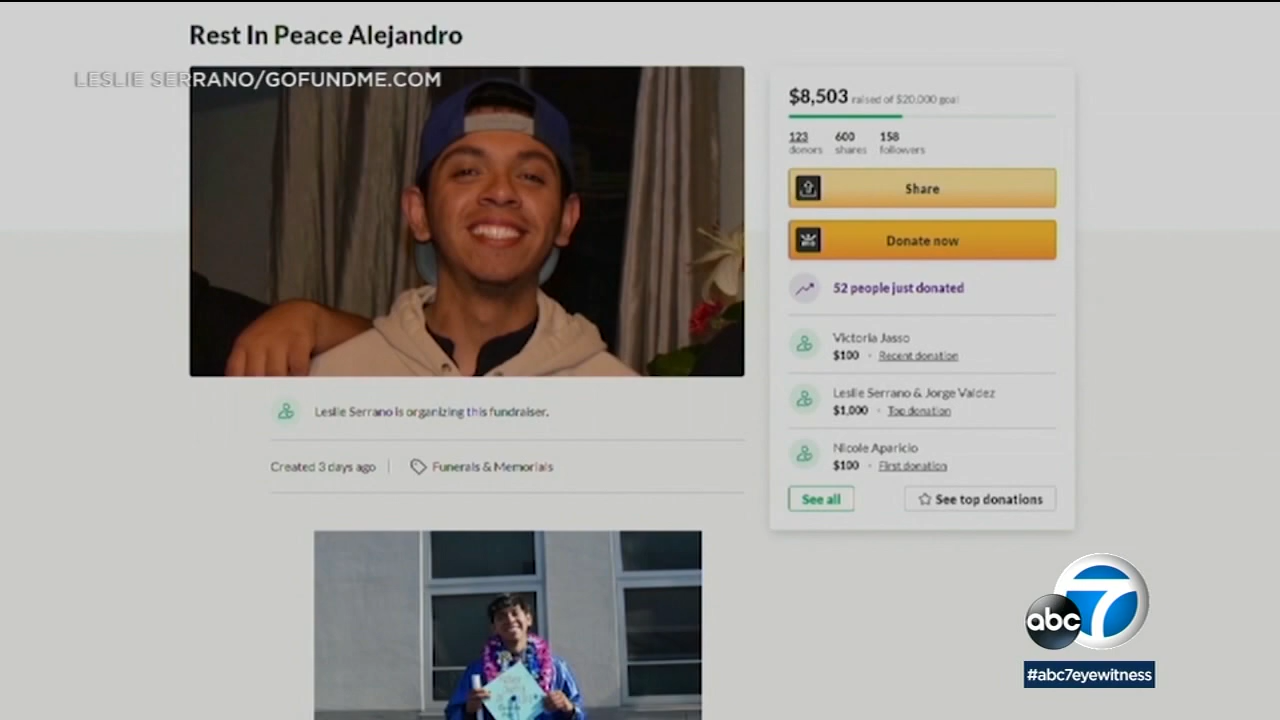 Rest In Peace Alejandro
LESLIE SERRANO/GOFUNDME.COM
$8,503 raised of $20,000 goal
123 donors
600 shares
158 followers
Share
Donate now
52 people just donated
Victoria Jasso
$100 · Recent donation
Leslie Serrano & Jorge Valdez
$1,000 · Top donation
Nicole Aparicio
$100 · First donation
See all
See top donations
Leslie Serrano is organizing this fundraiser.
Created 3 days ago | Funerals & Memorials
abc 7
#abc7eyewitness